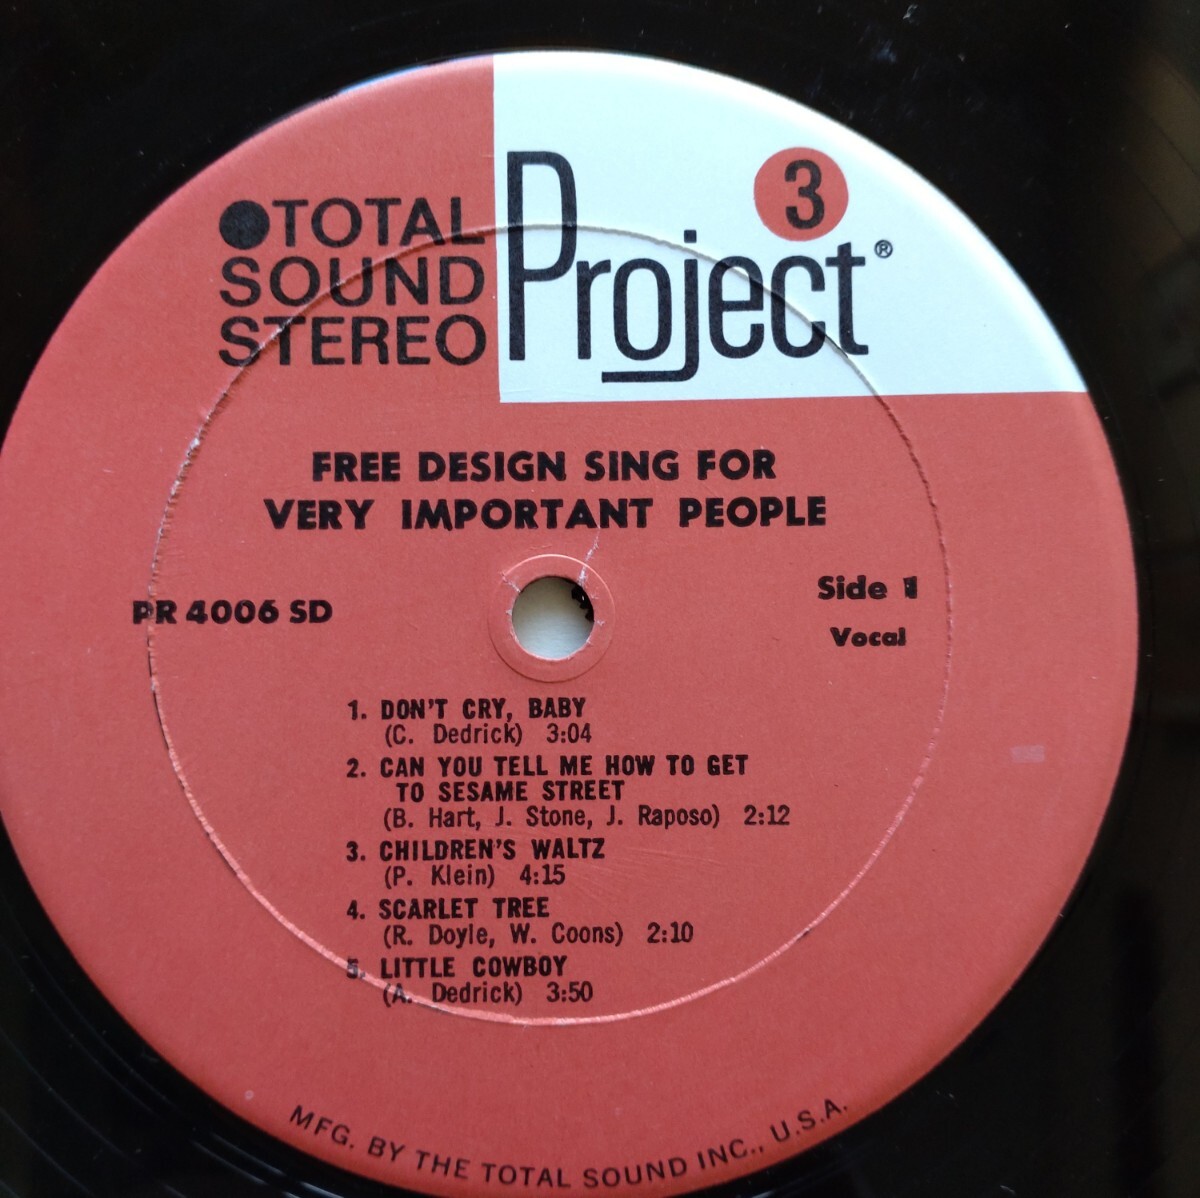 ●TOTAL
SOUND
STEREO
Project 3®
FREE DESIGN SING FOR
VERY IMPORTANT PEOPLE
PR 4006 SD
Side 1
Vocal
1. DON'T CRY, BABY
(C. Dedrick) 3:04
2. CAN YOU TELL ME HOW TO GET
TO SESAME STREET
(B. Hart, J. Stone, J. Raposo) 2:12
3. CHILDREN'S WALTZ
(P. Klein) 4:15
4. SCARLET TREE
(R. Doyle, W. Coons) 2:10
5. LITTLE COWBOY
(A. Dedrick) 3:50
MFG. BY THE TOTAL SOUND INC., U.S.A.